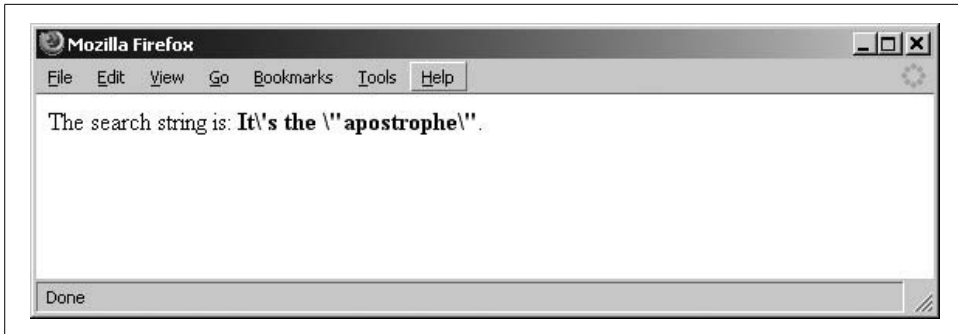 Mozilla Firefox
File Edit View Go Bookmarks Tools Help
The search string is: It\'s the \"apostrophe\".
Done